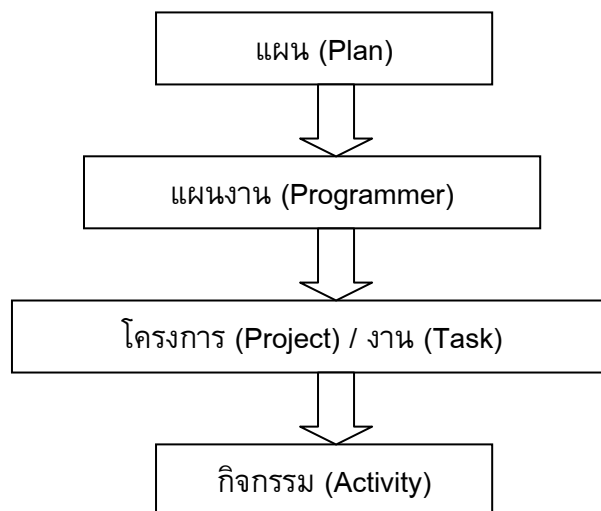 แผน (Plan)
แผนงาน (Programmer)
โครงการ (Project) / งาน (Task)
กิจกรรม (Activity)